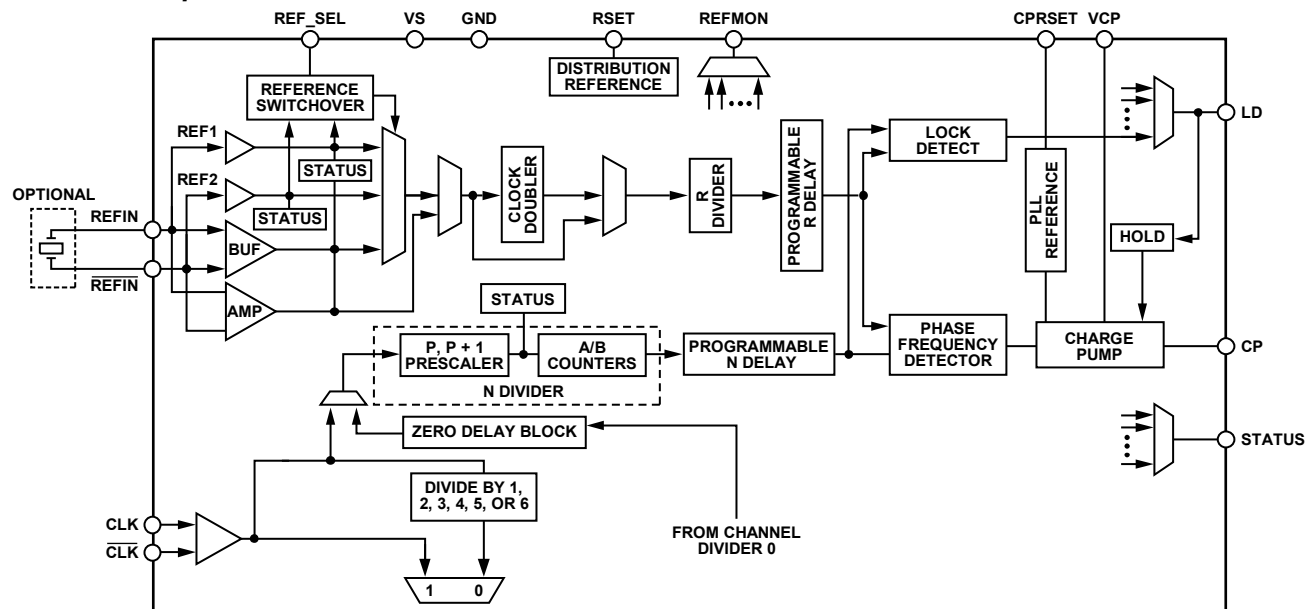 REF_SEL
VS
GND
RSET
REFMON
CPRSET
VCP
DISTRIBUTION
REFERENCE
REFERENCE
SWITCHOVER
REF1
STATUS
REF2
STATUS
OPTIONAL
REFIN
REFIN
BUF
AMP
CLOCK
DOUBLER
R
DIVIDER
PROGRAMMABLE
R DELAY
LOCK
DETECT
PLL
REFERENCE
LD
HOLD
STATUS
P, P + 1
PRESCALER
A/B
COUNTERS
N DIVIDER
PROGRAMMABLE
N DELAY
PHASE
FREQUENCY
DETECTOR
CHARGE
PUMP
CP
ZERO DELAY BLOCK
STATUS
DIVIDE BY 1,
2, 3, 4, 5, OR 6
FROM CHANNEL
DIVIDER 0
CLK
CLK
1 0